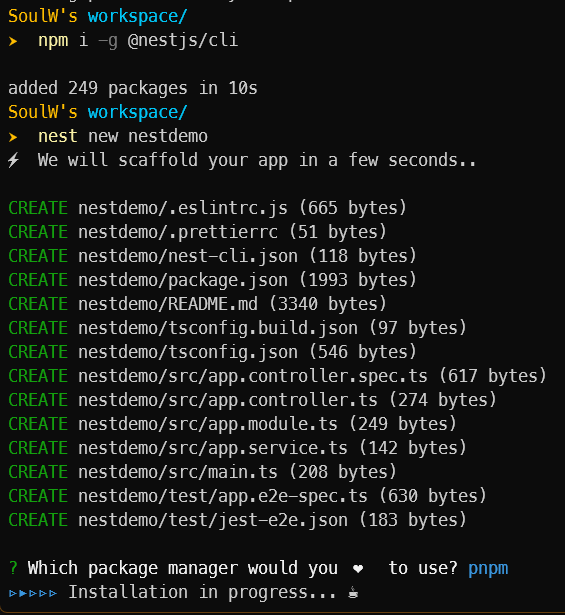 SoulW's workspace/
➤ npm i -g @nestjs/cli
added 249 packages in 10s
SoulW's workspace/
➤ nest new nestdemo
⚡ We will scaffold your app in a few seconds..
CREATE nestdemo/.eslintrc.js (665 bytes)
CREATE nestdemo/.prettierrc (51 bytes)
CREATE nestdemo/nest-cli.json (118 bytes)
CREATE nestdemo/package.json (1993 bytes)
CREATE nestdemo/README.md (3340 bytes)
CREATE nestdemo/tsconfig.build.json (97 bytes)
CREATE nestdemo/tsconfig.json (546 bytes)
CREATE nestdemo/src/app.controller.spec.ts (617 bytes)
CREATE nestdemo/src/app.controller.ts (274 bytes)
CREATE nestdemo/src/app.module.ts (249 bytes)
CREATE nestdemo/src/app.service.ts (142 bytes)
CREATE nestdemo/src/main.ts (208 bytes)
CREATE nestdemo/test/app.e2e-spec.ts (630 bytes)
CREATE nestdemo/test/jest-e2e.json (183 bytes)
? Which package manager would you ❤ to use? pnpm
▹▸▹▹▹ Installation in progress... ☕